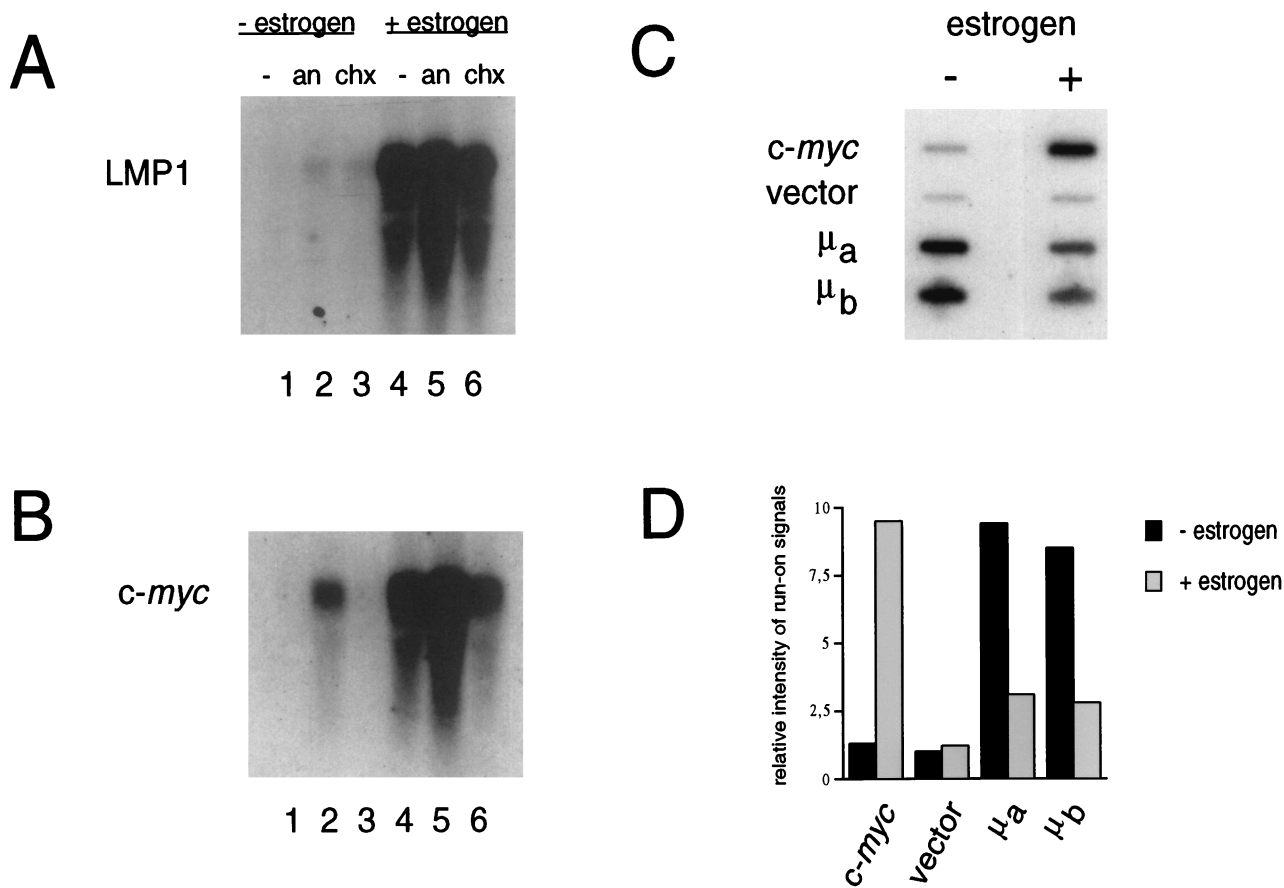 A
- estrogen + estrogen
- an chx - an chx
LMP1
1 2 3 4 5 6
B
c-myc
1 2 3 4 5 6
C
estrogen
- +
c-myc
vector
μa
μb
D
relative intensity of run-on signals
10
7,5
5
2,5
0
c-myc
vector
μa
μb
- estrogen
+ estrogen